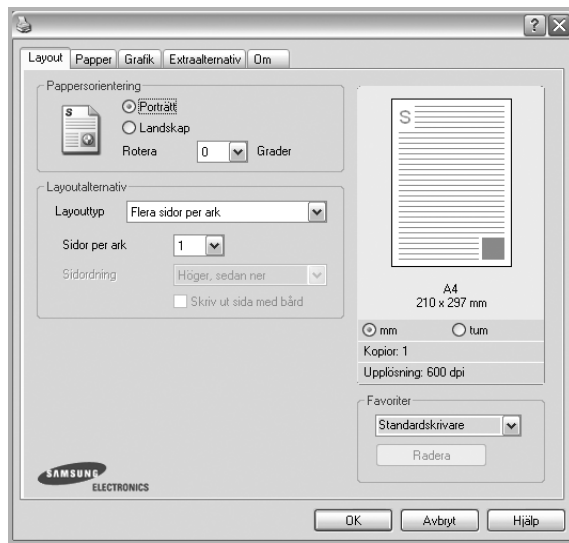 Layout Papper Grafik Extraalternativ Om
Pappersorientering
S
Porträtt
Landskap
Rotera 0 Grader
Layoutalternativ
Layouttyp Flera sidor per ark
Sidor per ark 1
Sidordning Höger, sedan ner
Skriv ut sida med bård
S
A4
210 x 297 mm
mm tum
Kopior: 1
Upplösning: 600 dpi
Favoriter
Standardskrivare
Radera
SAMSUNG
ELECTRONICS
OK Avbryt Hjälp